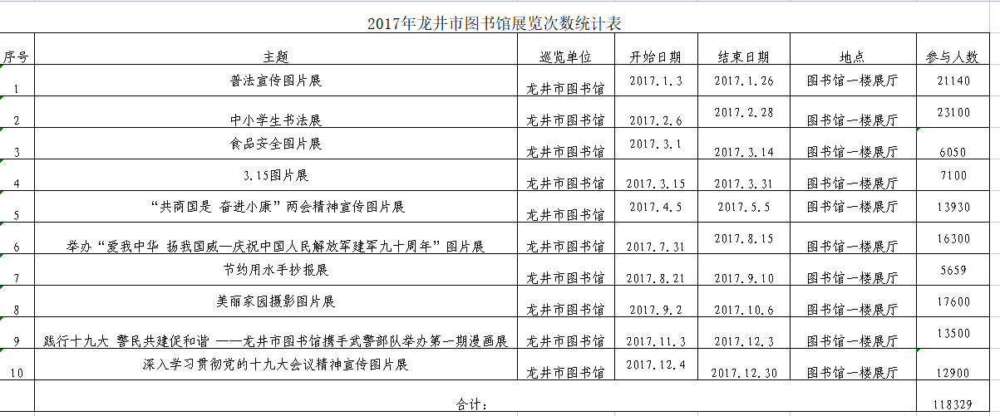 2017年龙井市图书馆展览次数统计表
序号 主题 巡览单位 开始日期 结束日期 地点 参与人数
1 普法宣传图片展 龙井市图书馆 2017.1.3 2017.1.26 图书馆一楼展厅 21140
2 中小学生书法展 龙井市图书馆 2017.2.6 2017.2.28 图书馆一楼展厅 23100
3 食品安全图片展 龙井市图书馆 2017.3.1 2017.3.14 图书馆一楼展厅 6050
4 3.15图片展 龙井市图书馆 2017.3.15 2017.3.31 图书馆一楼展厅 7100
5 “共商国是 奋进小康”两会精神宣传图片展 龙井市图书馆 2017.4.5 2017.5.5 图书馆一楼展厅 13930
6 举办“爱我中华 扬我国威—庆祝中国人民解放军建军九十周年”图片展 龙井市图书馆 2017.7.31 2017.8.15 图书馆一楼展厅 16300
7 节约用水手抄报展 龙井市图书馆 2017.8.21 2017.9.10 图书馆一楼展厅 5659
8 美丽家园摄影图片展 龙井市图书馆 2017.9.2 2017.10.6 图书馆一楼展厅 17600
9 践行十九大 警民共建促和谐 ——龙井市图书馆携手武警部队举办第一期漫画展 龙井市图书馆 2017.11.3 2017.12.3 图书馆一楼展厅 13500
10 深入学习贯彻党的十九大会议精神宣传图片展 龙井市图书馆 2017.12.4 2017.12.30 图书馆一楼展厅 12900
合计： 118329